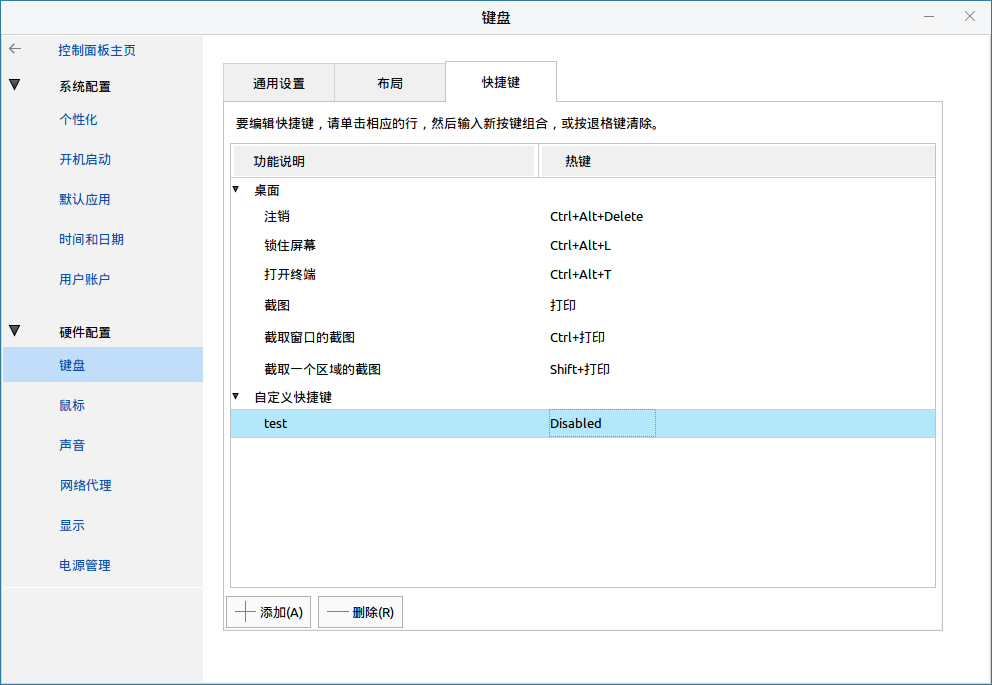 键盘
控制面板主页
系统配置
个性化
开机启动
默认应用
时间和日期
用户账户
硬件配置
键盘
鼠标
声音
网络代理
显示
电源管理
通用设置 布局 快捷键
要编辑快捷键，请单击相应的行，然后输入新按键组合，或按退格键清除。
功能说明 热键
桌面
注销 Ctrl+Alt+Delete
锁住屏幕 Ctrl+Alt+L
打开终端 Ctrl+Alt+T
截图 打印
截取窗口的截图 Ctrl+打印
截取一个区域的截图 Shift+打印
自定义快捷键
test Disabled
添加(A) 删除(R)